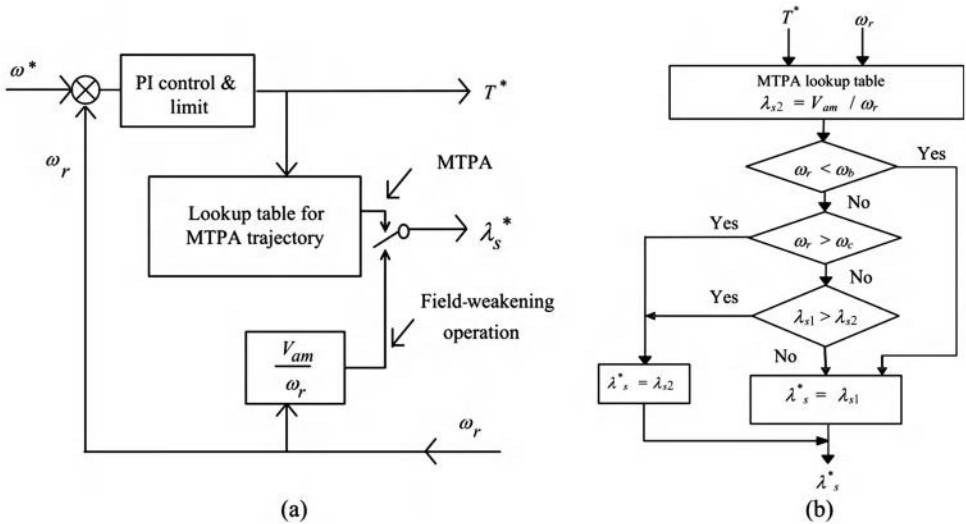 ω*
PI control &
limit
T*
ωr
MTPA
Lookup table for
MTPA trajectory
λs*
Field-weakening
operation
Vam
ωr
ωr
(a)
T*
ωr
MTPA lookup table
λs2 = Vam / ωr
ωr < ωb
Yes
No
Yes
ωr > ωc
No
Yes
λs1 > λs2
No
λ*s = λs2
λ*s = λs1
λ*s
(b)